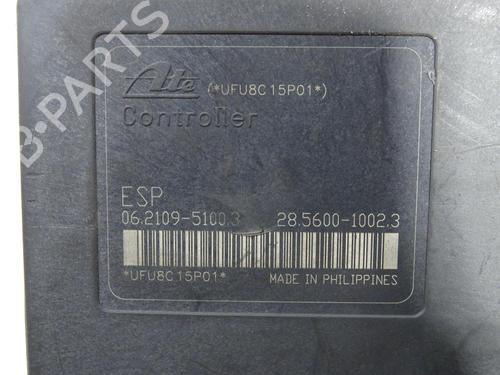 Ate (*UFU8C15P01*)
Controller
ESP
06.2109-5100.3 28.5600-1002.3
*UFU8C15P01*
MADE IN PHILIPPINES
B-PARTS